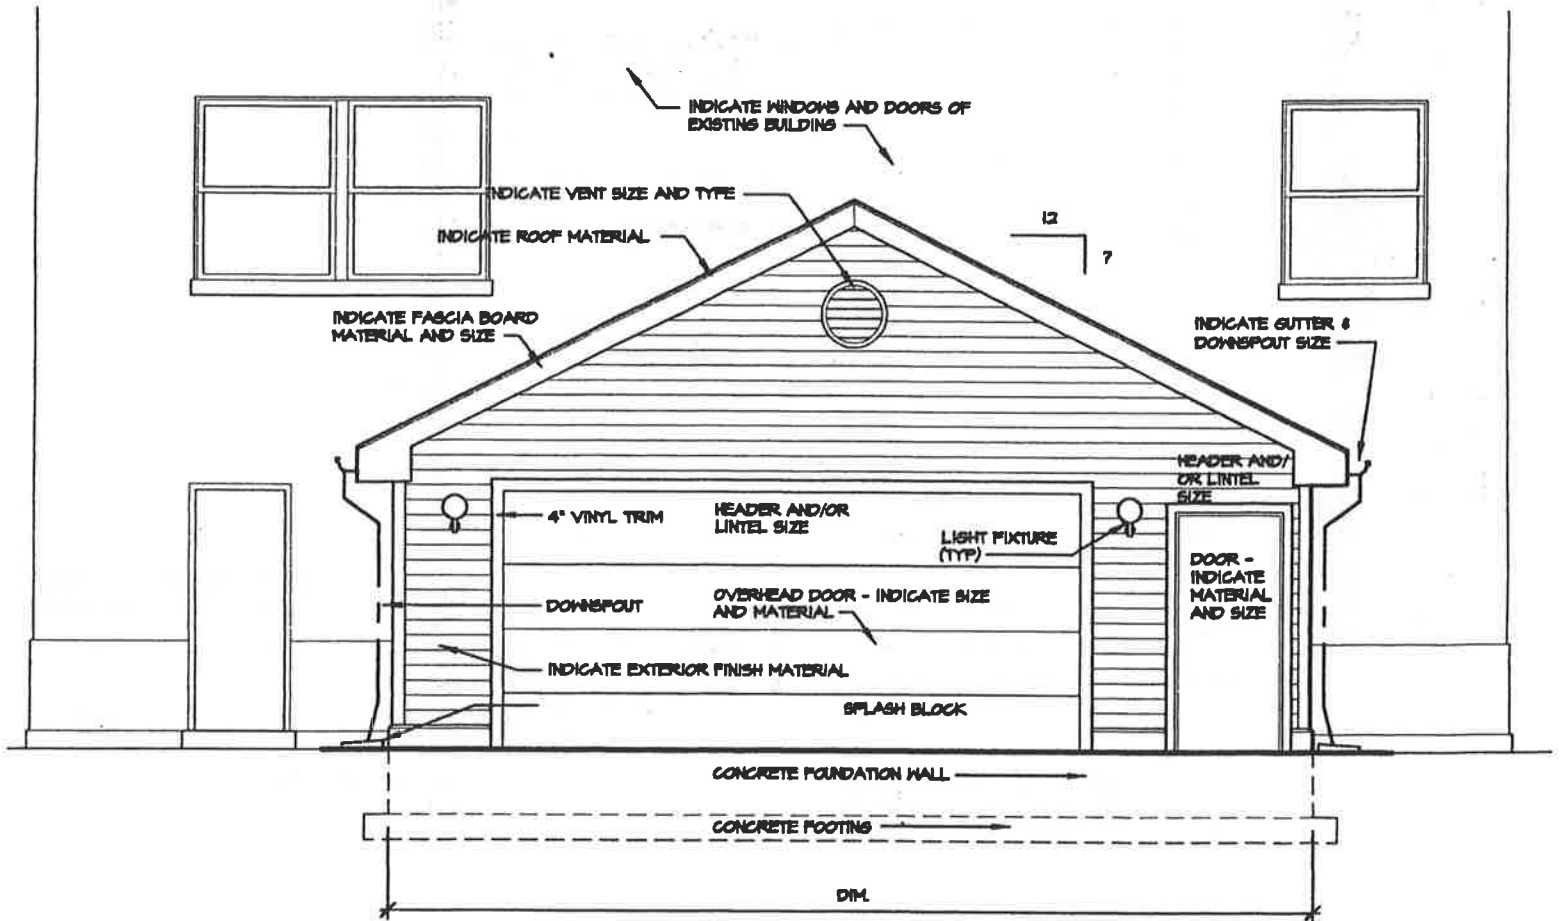 INDICATE WINDOWS AND DOORS OF
EXISTING BUILDING
INDICATE VENT SIZE AND TYPE
INDICATE ROOF MATERIAL
12
7
INDICATE FASCIA BOARD
MATERIAL AND SIZE
INDICATE GUTTER &
DOWNSPOUT SIZE
HEADER AND/
OR LINTEL
SIZE
4" VINYL TRIM
HEADER AND/OR
LINTEL SIZE
LIGHT FIXTURE
(TYP)
DOOR -
INDICATE
MATERIAL
AND SIZE
DOWNSPOUT
OVERHEAD DOOR - INDICATE SIZE
AND MATERIAL
INDICATE EXTERIOR FINISH MATERIAL
SPLASH BLOCK
CONCRETE FOUNDATION WALL
CONCRETE FOOTING
DIM.